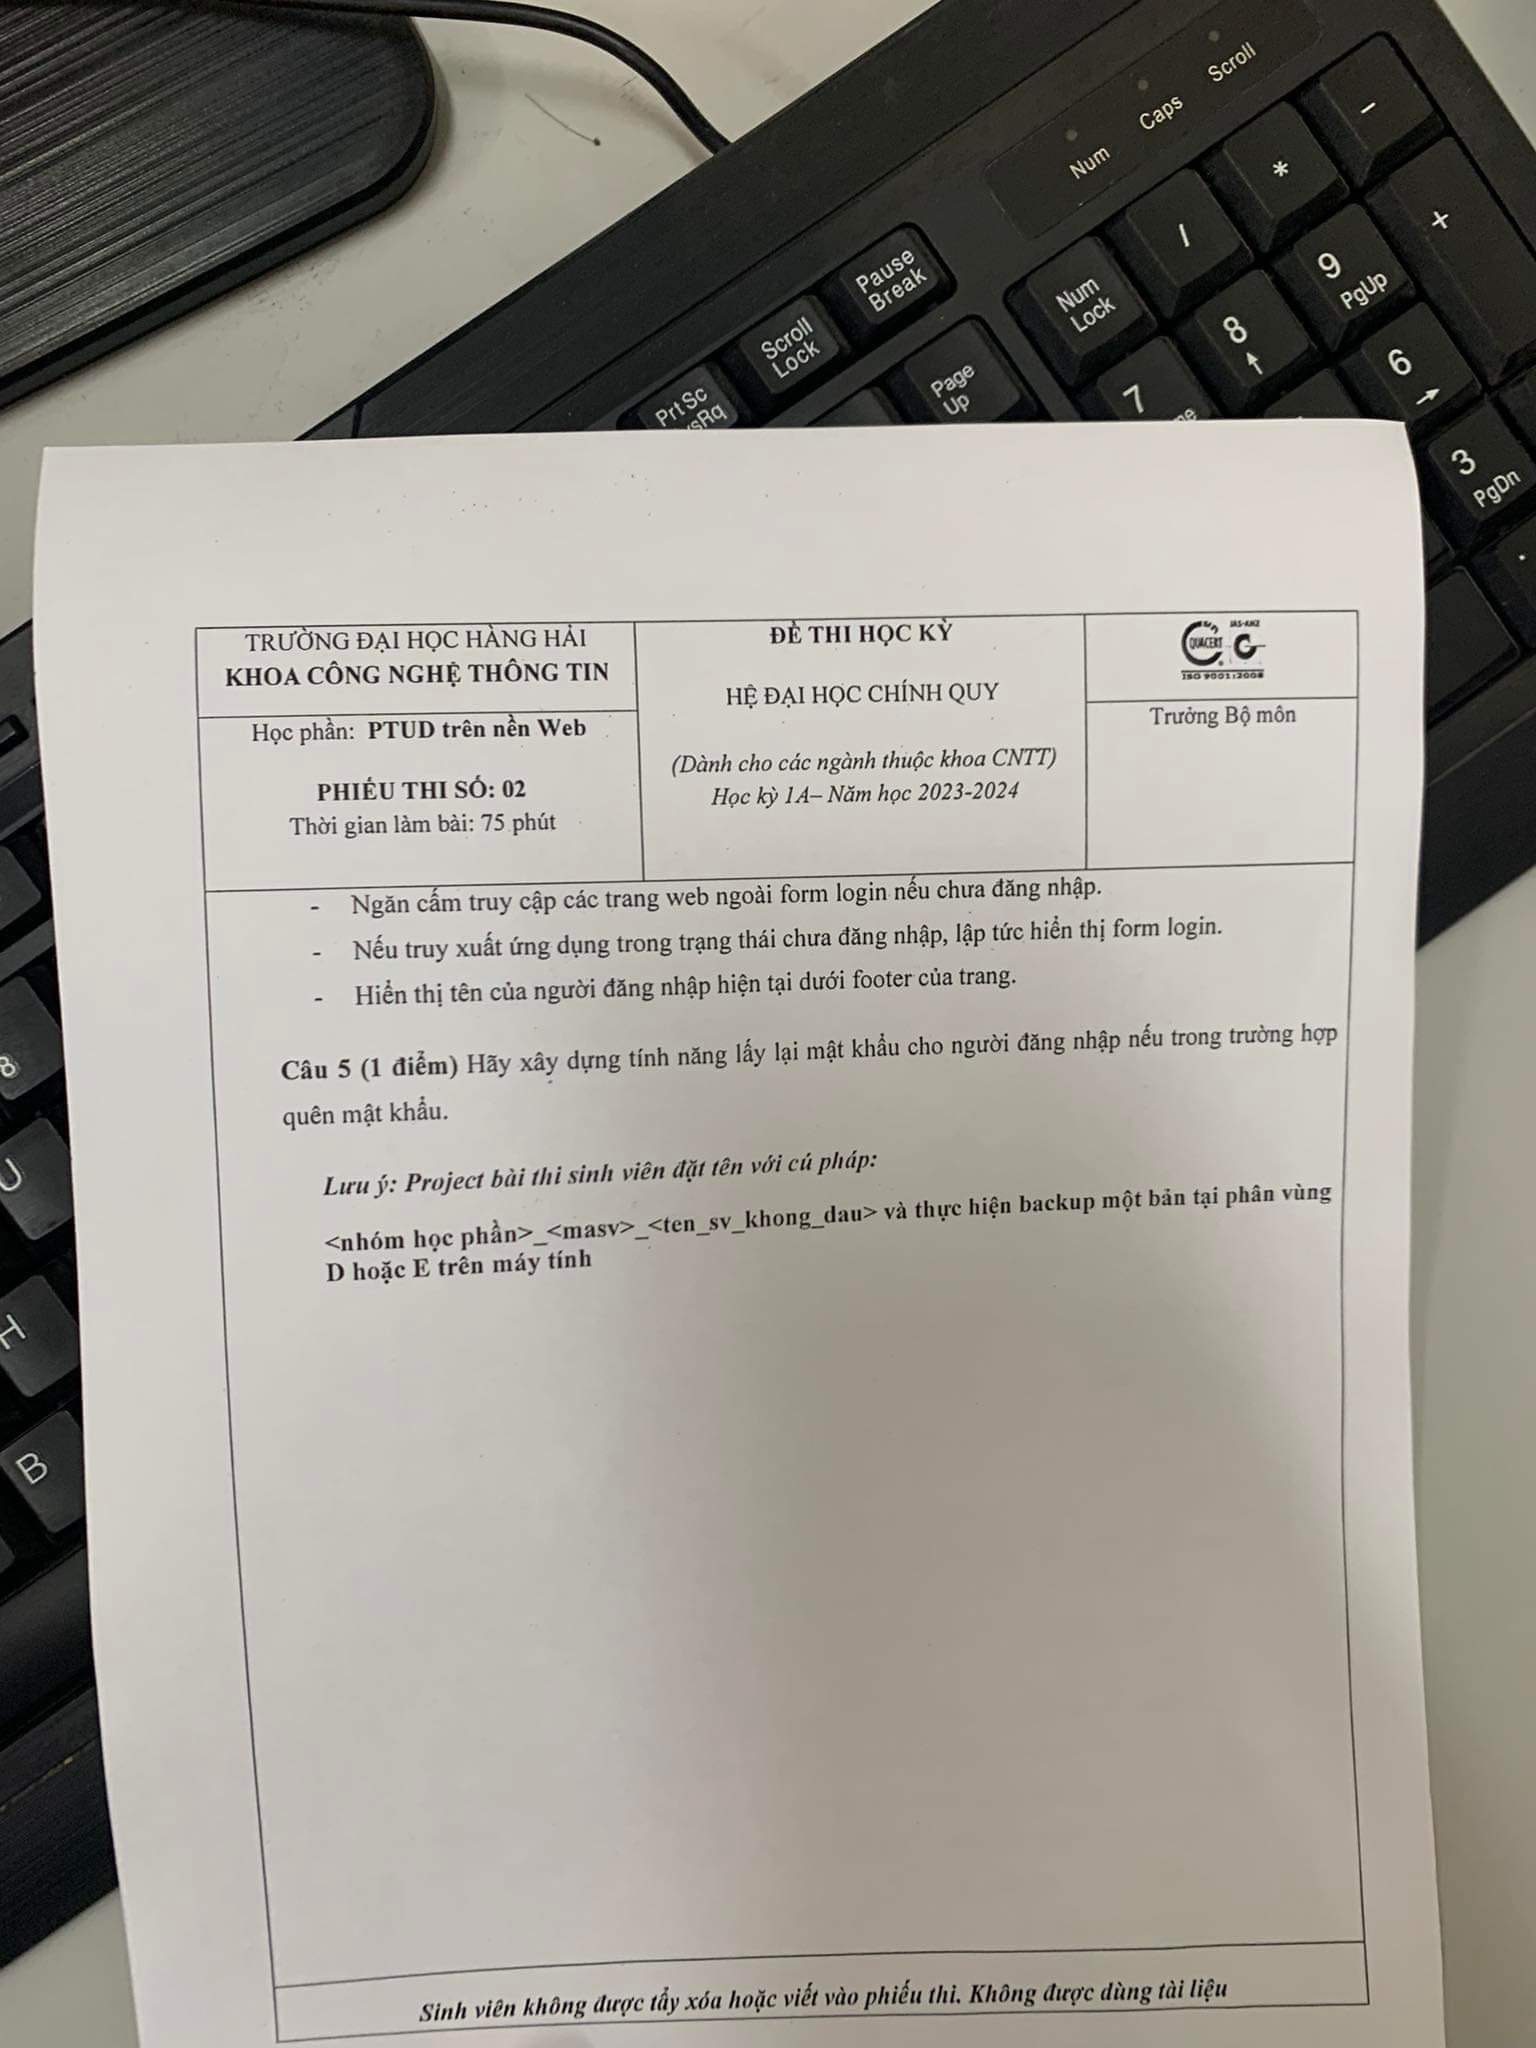 Scroll
Caps
Num
-
*
/
+
Num
Lock
9
PgUp
8
7
6
3
PgDn
Pause
Break
Scroll
Lock
Page
Up
Prt Sc
TRƯỜNG ĐẠI HỌC HÀNG HẢI
KHOA CÔNG NGHỆ THÔNG TIN
Học phần: PTUD trên nền Web
PHIẾU THI SỐ: 02
Thời gian làm bài: 75 phút
ĐỀ THI HỌC KỲ
HỆ ĐẠI HỌC CHÍNH QUY
(Dành cho các ngành thuộc khoa CNTT)
Học kỳ 1A– Năm học 2023-2024
JAS-ANZ
QUACERT
ISO 9001:2008
Trưởng Bộ môn
- Ngăn cấm truy cập các trang web ngoài form login nếu chưa đăng nhập.
- Nếu truy xuất ứng dụng trong trạng thái chưa đăng nhập, lập tức hiển thị form login.
- Hiển thị tên của người đăng nhập hiện tại dưới footer của trang.
Câu 5 (1 điểm) Hãy xây dựng tính năng lấy lại mật khẩu cho người đăng nhập nếu trong trường hợp
quên mật khẩu.
Lưu ý: Project bài thi sinh viên đặt tên với cú pháp:
<nhóm học phần>_<masv>_<ten_sv_khong_dau> và thực hiện backup một bản tại phân vùng
D hoặc E trên máy tính
8
U
H
B
Sinh viên không được tẩy xóa hoặc viết vào phiếu thi. Không được dùng tài liệu